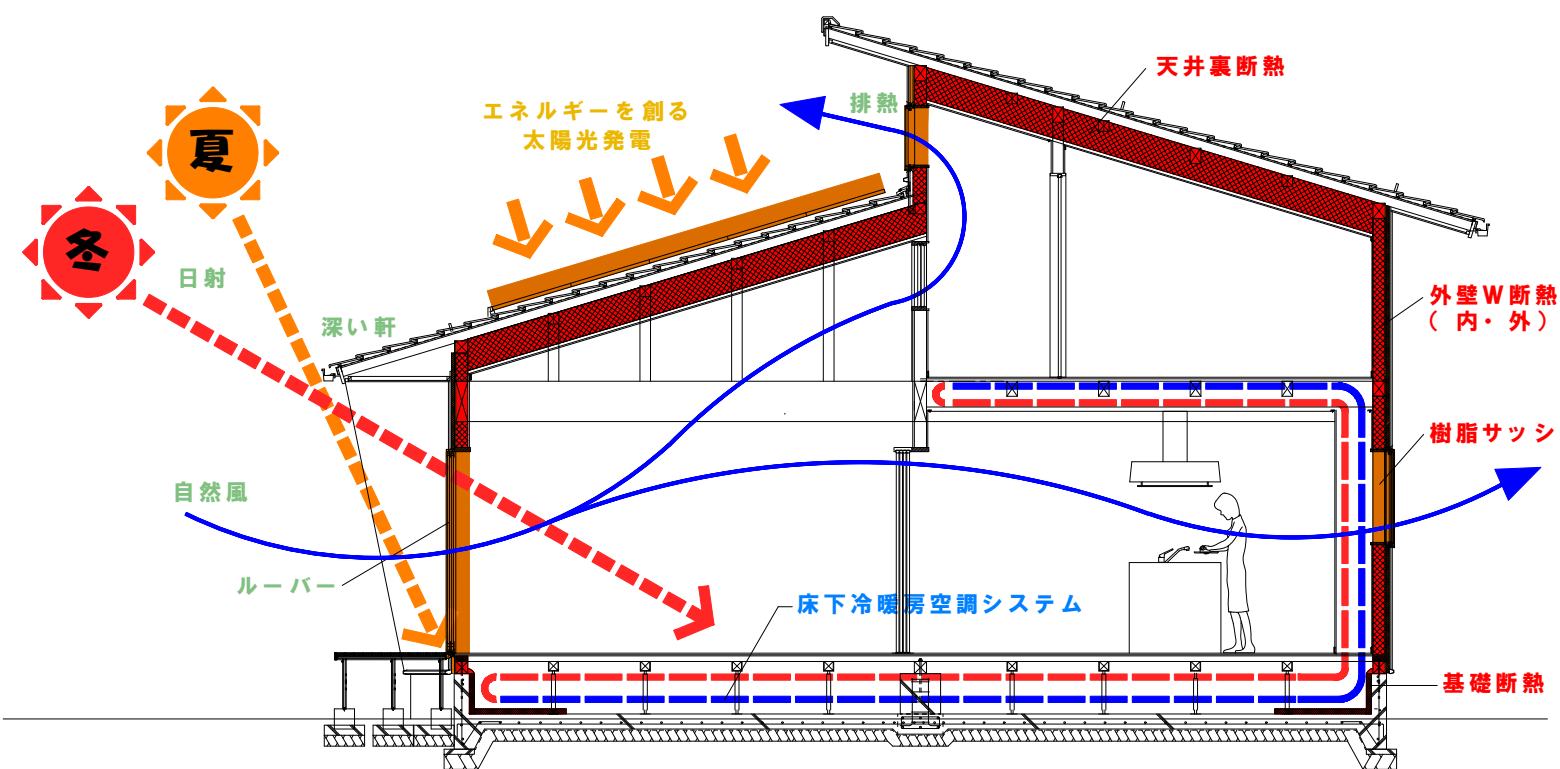 天井裏断熱
排熱
エネルギーを創る
太陽光発電
夏
冬
日射
深い軒
外壁W断熱
(内・外)
樹脂サッシ
自然風
ルーバー
床下冷暖房空調システム
基礎断熱